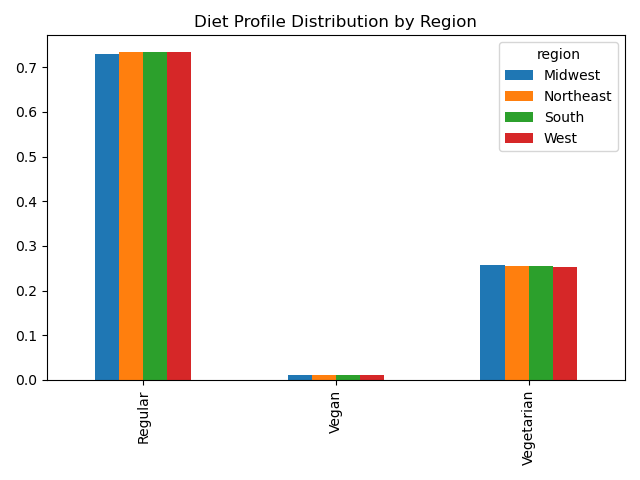 Diet Profile Distribution by Region
region
Midwest
Northeast
South
West
0.7
0.6
0.5
0.4
0.3
0.2
0.1
0.0
Regular
Vegan
Vegetarian